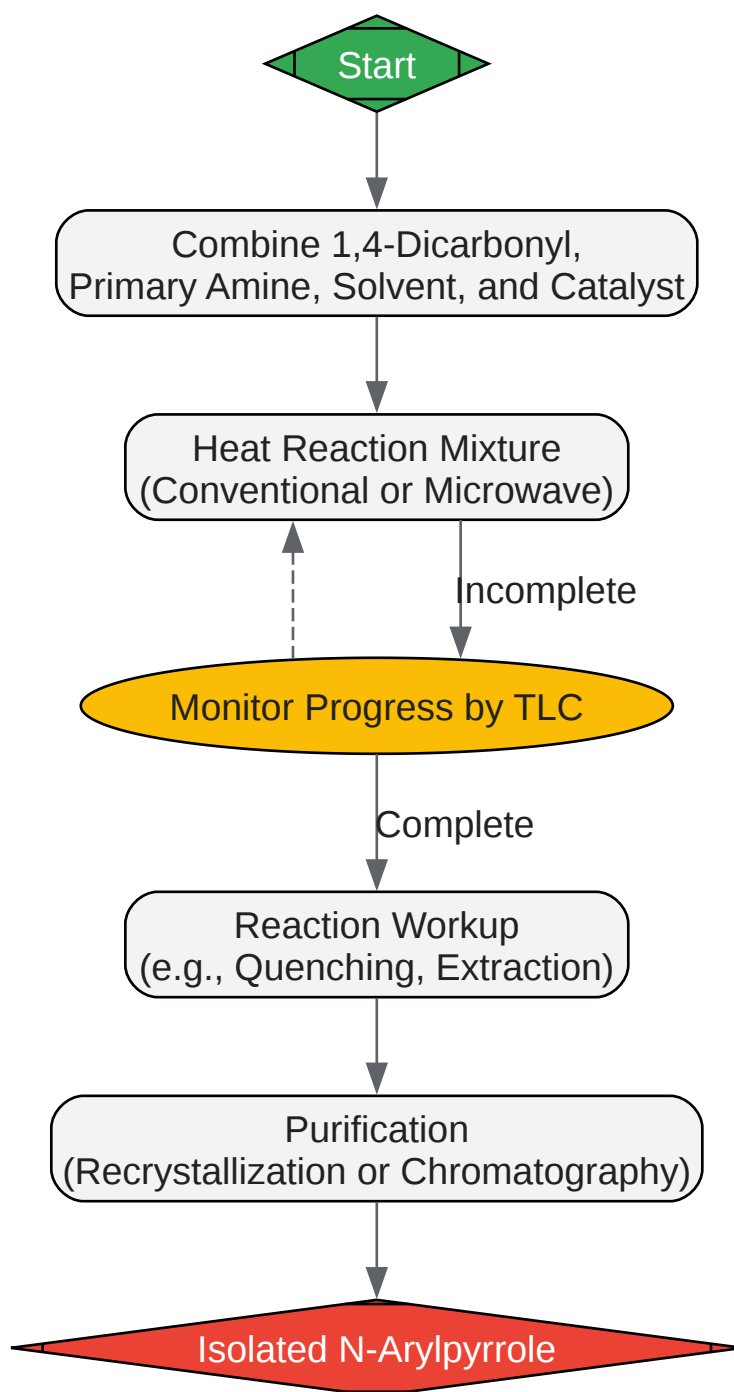 Start
Combine 1,4-Dicarbonyl,
Primary Amine, Solvent, and Catalyst
Heat Reaction Mixture
(Conventional or Microwave)
Incomplete
Monitor Progress by TLC
Complete
Reaction Workup
(e.g., Quenching, Extraction)
Purification
(Recrystallization or Chromatography)
Isolated N-Arylpyrrole